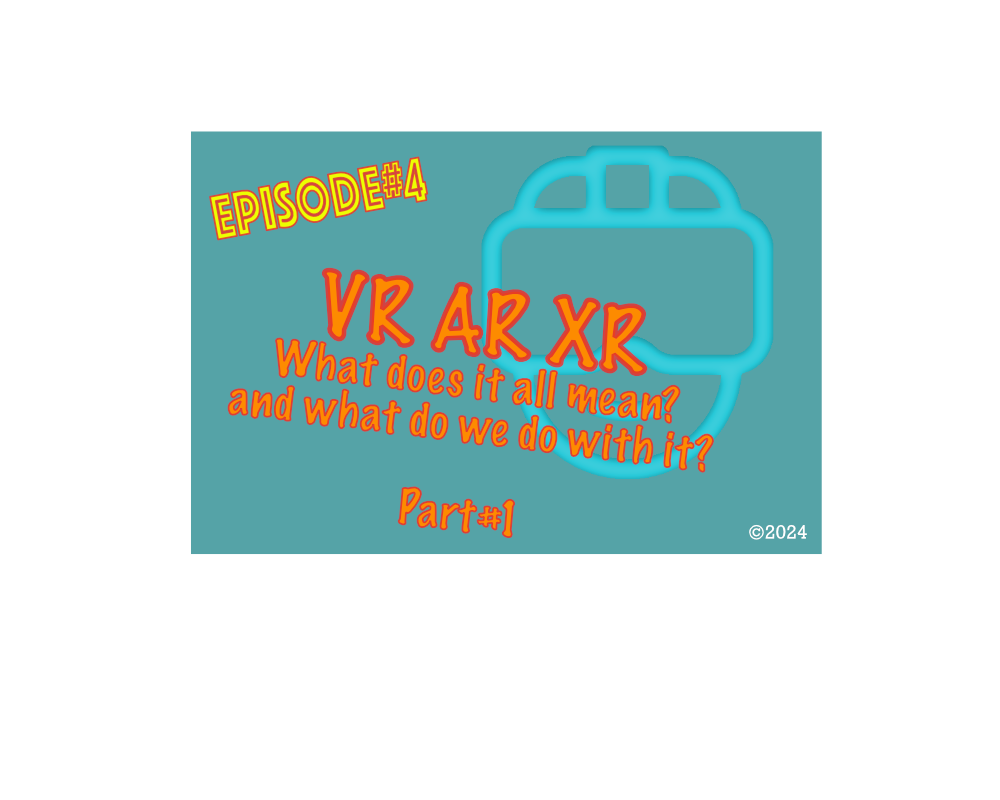 EPISODE#4
VR AR XR
What does it all mean?
and what do we do with it?
Part#1
©2024